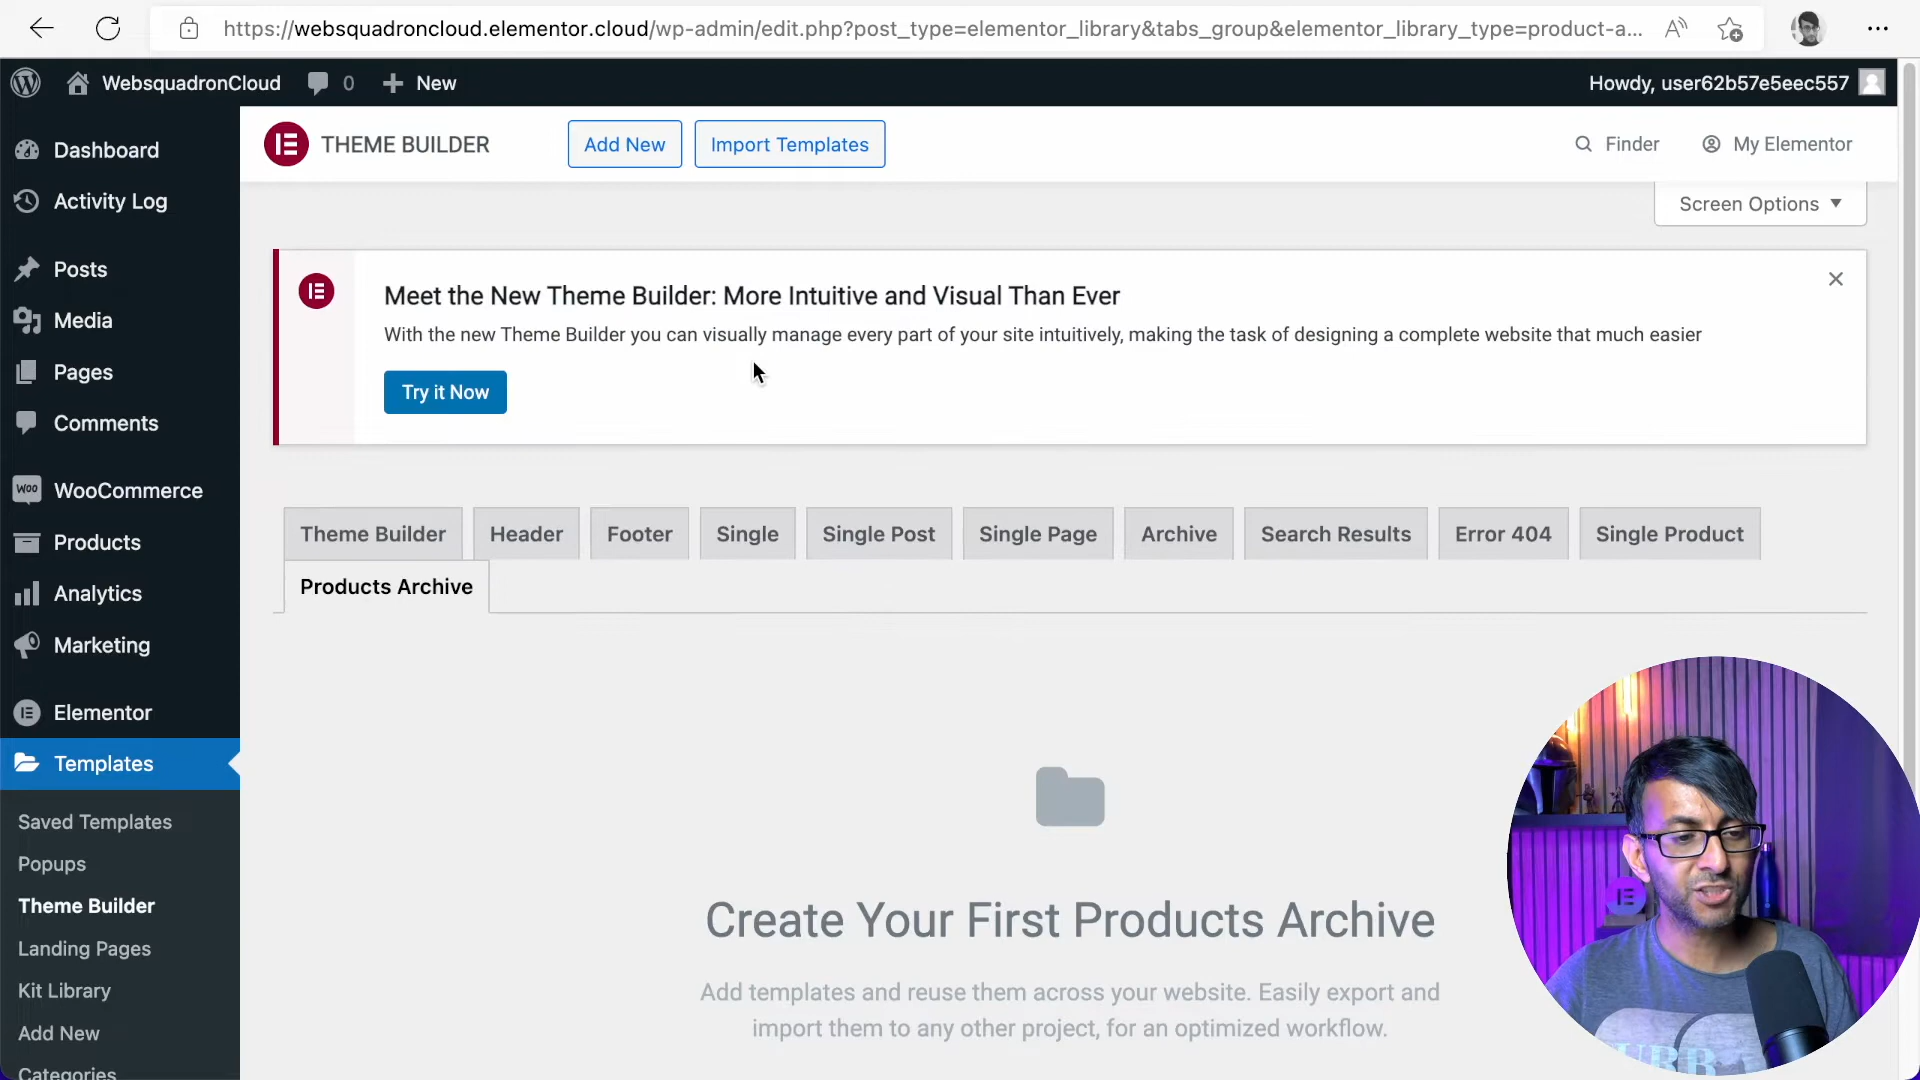 https://websquadroncloud.elementor.cloud/wp-admin/edit.php?post_type=elementor_library&tabs_group&elementor_library_type=product-a...
WebsquadronCloud 0 New Howdy, user62b57e5eec557
THEME BUILDER Add New Import Templates Finder My Elementor
Screen Options
Dashboard
Activity Log
Posts
Media
Pages
Comments
WooCommerce
Products
Analytics
Marketing
Elementor
Templates
Saved Templates
Popups
Theme Builder
Landing Pages
Kit Library
Add New
Categories
Meet the New Theme Builder: More Intuitive and Visual Than Ever
With the new Theme Builder you can visually manage every part of your site intuitively, making the task of designing a complete website that much easier
Try it Now
Theme Builder Header Footer Single Single Post Single Page Archive Search Results Error 404 Single Product
Products Archive
Create Your First Products Archive
Add templates and reuse them across your website. Easily export and
import them to any other project, for an optimized workflow.